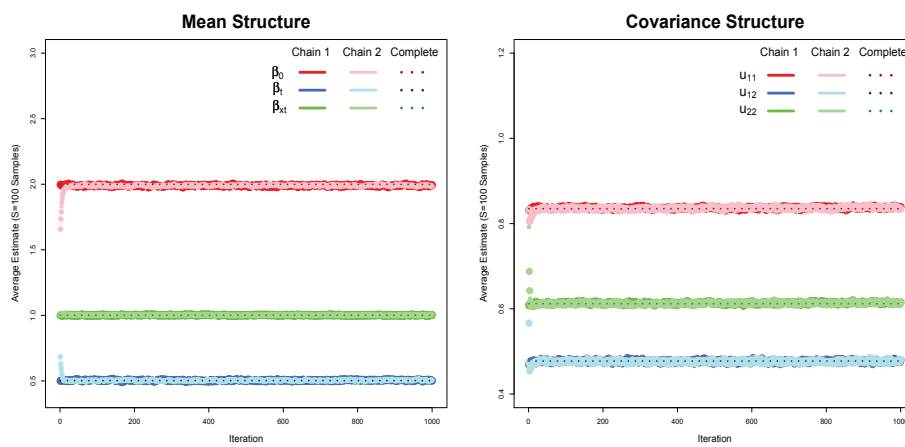 Mean Structure
Average Estimate (S=100 Samples)
3.0
2.5
2.0
1.5
1.0
0.5
Chain 1 Chain 2 Complete
β0
βt
βxt
0 200 400 600 800 1000
Iteration
Covariance Structure
Average Estimate (S=100 Samples)
1.2
1.0
0.8
0.6
0.4
Chain 1 Chain 2 Complete
u11
u12
u22
0 200 400 600 800 1000
Iteration